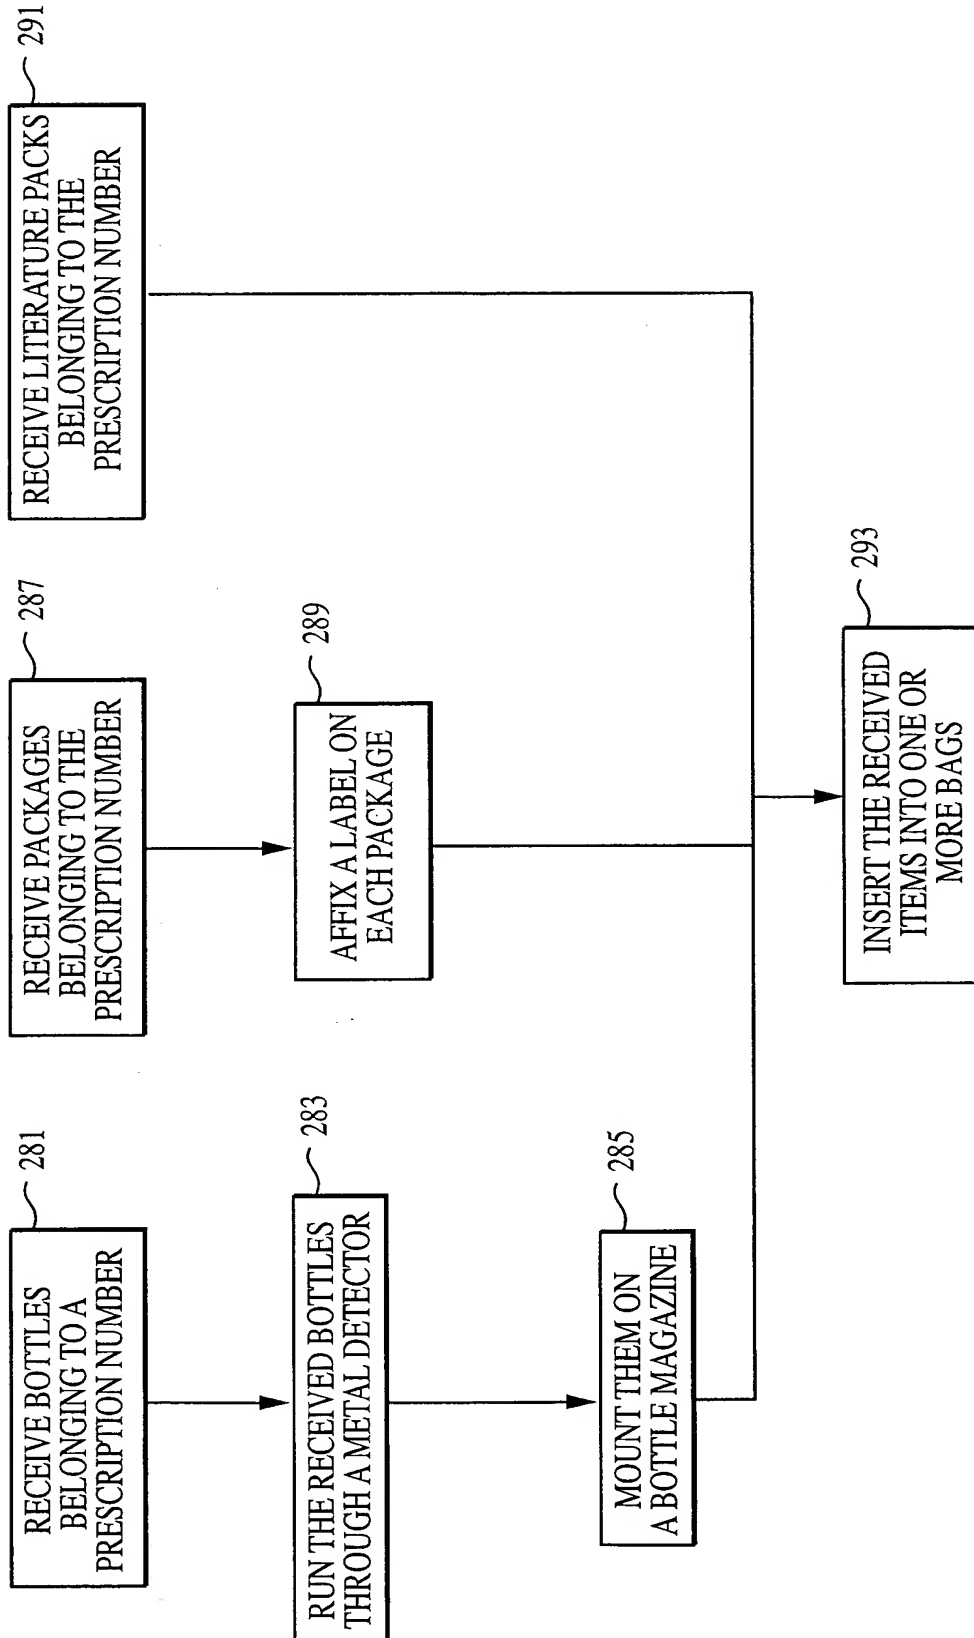 281
RECEIVE BOTTLES
BELONGING TO A
PRESCRIPTION NUMBER
283
RUN THE RECEIVED BOTTLES
THROUGH A METAL DETECTOR
285
MOUNT THEM ON
A BOTTLE MAGAZINE
287
RECEIVE PACKAGES
BELONGING TO THE
PRESCRIPTION NUMBER
289
AFFIX A LABEL ON
EACH PACKAGE
291
RECEIVE LITERATURE PACKS
BELONGING TO THE
PRESCRIPTION NUMBER
293
INSERT THE RECEIVED
ITEMS INTO ONE OR
MORE BAGS